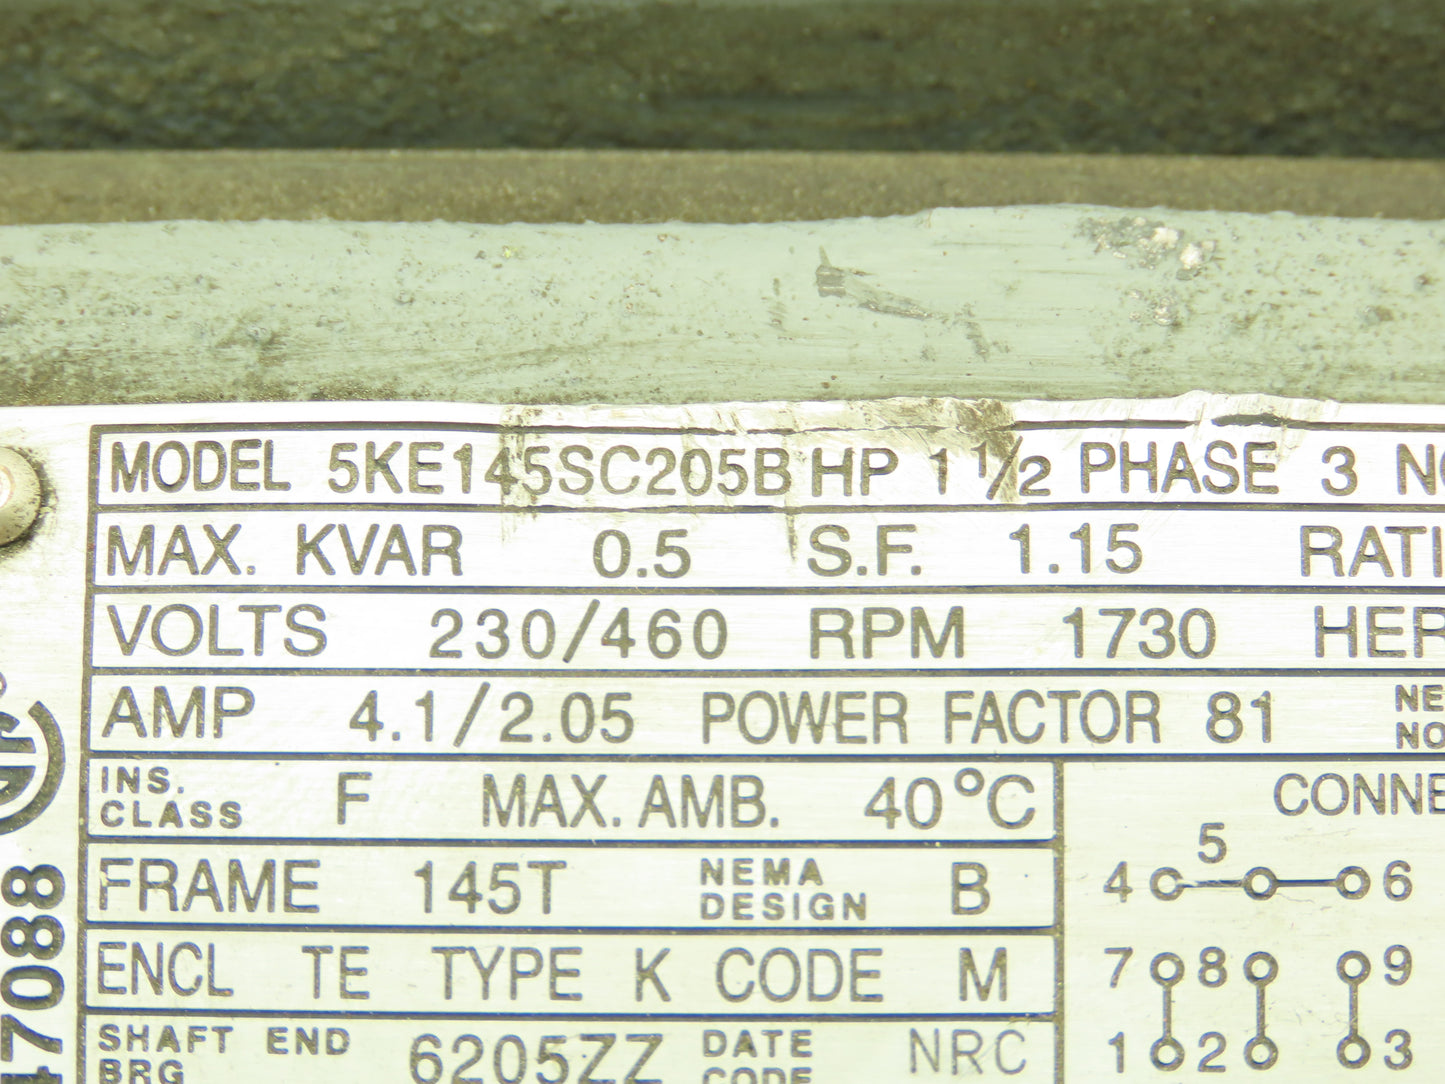 MODEL 5KE145SC205B HP 1 1/2 PHASE 3
MAX. KVAR 0.5 S.F. 1.15
VOLTS 230/460 RPM 1730
AMP 4.1/2.05 POWER FACTOR 81
INS. CLASS F MAX. AMB. 40°C
FRAME 145T NEMA DESIGN B
ENCL TE TYPE K CODE M
SHAFT END BRG 6205ZZ DATE CODE NRC
4 5 6
7 8 9
1 2 3
47088